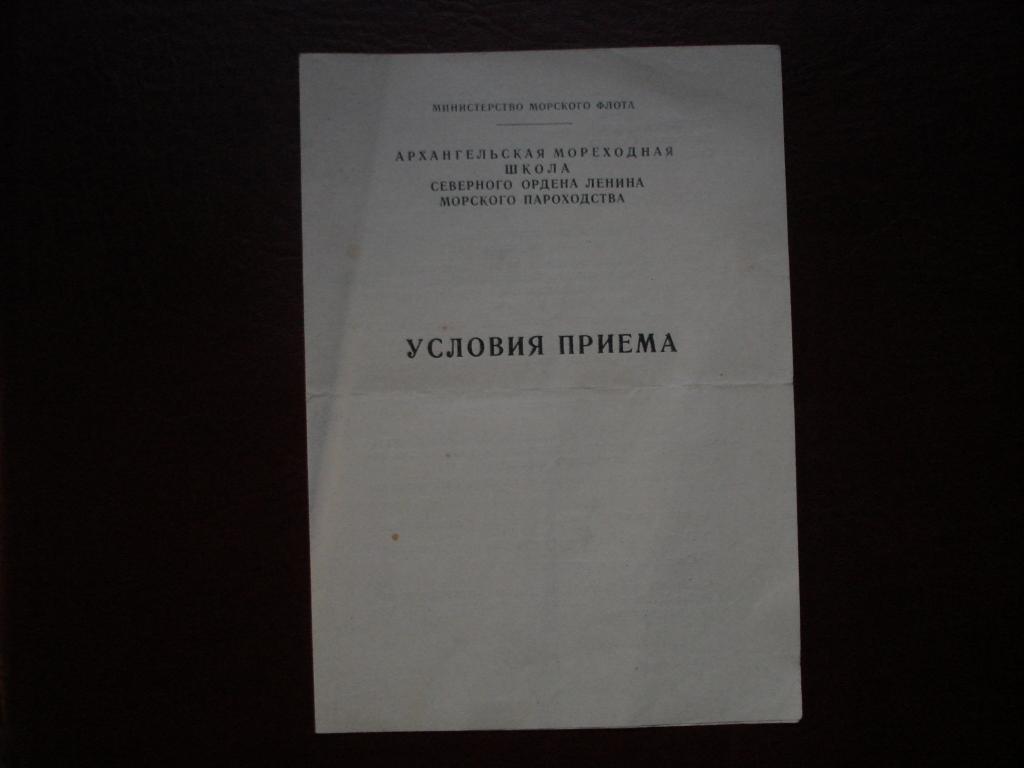 МИНИСТЕРСТВО МОРСКОГО ФЛОТА
АРХАНГЕЛЬСКАЯ МОРЕХОДНАЯ
ШКОЛА
СЕВЕРНОГО ОРДЕНА ЛЕНИНА
МОРСКОГО ПАРОХОДСТВА
УСЛОВИЯ ПРИЕМА